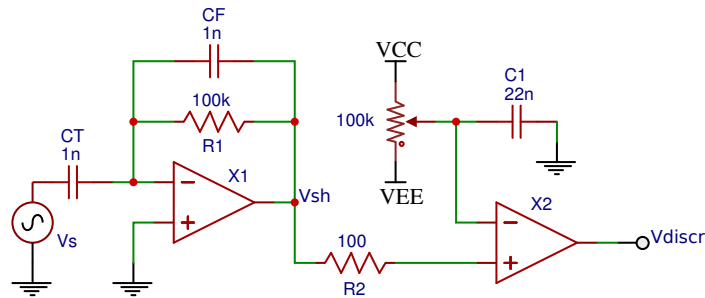 CF
1n
100k
R1
CT
1n
X1
Vs
Vsh
100
R2
VCC
100k
VEE
C1
22n
X2
Vdiscr